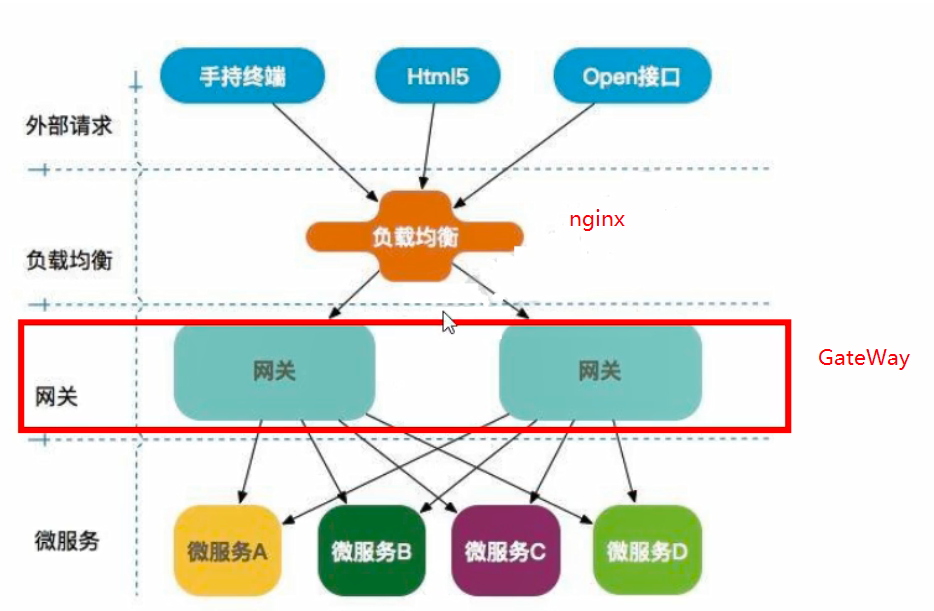 手持终端
Html5
Open接口
外部请求
负载均衡
nginx
负载均衡
网关
网关
GateWay
网关
微服务
微服务A
微服务B
微服务C
微服务D